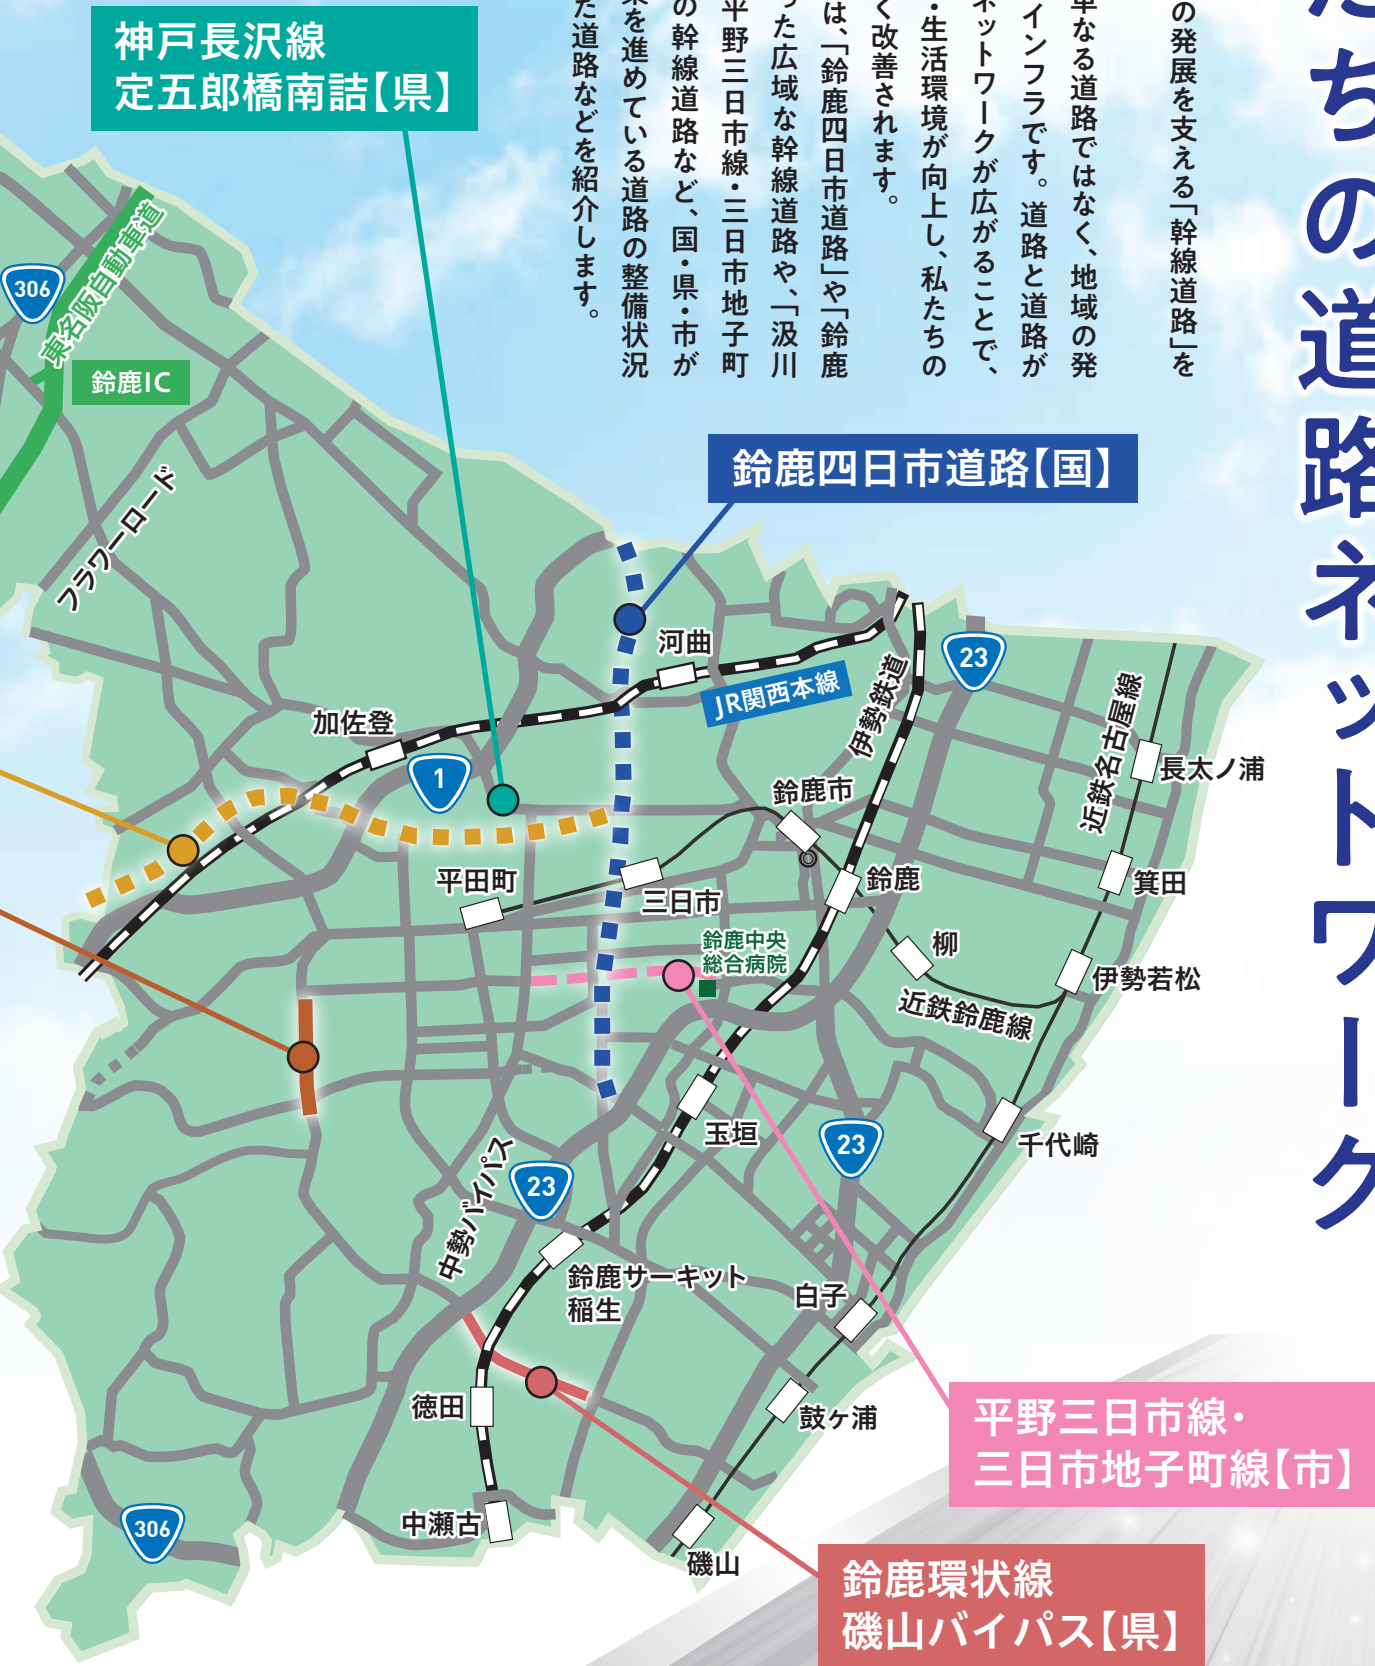 たちの道路ネットワーク
の発展を支える「幹線道路」を
単なる道路ではなく、地域の発
インフラです。道路と道路が
ネットワークが広がることで、
・生活環境が向上し、私たちの
く改善されます。
は、「鈴鹿四日市道路」や「鈴鹿
った広域な幹線道路や、「汲川
平野三日市線・三日市地子町
の幹線道路など、国・県・市が
業を進めている道路の整備状況
た道路などを紹介します。
神戸長沢線
定五郎橋南詰【県】
306
東名阪自動車道
鈴鹿IC
フラワーロード
鈴鹿四日市道路【国】
河曲
JR関西本線
伊勢鉄道
23
近鉄名古屋線
長太ノ浦
加佐登
1
鈴鹿市
平田町
三日市
鈴鹿
箕田
鈴鹿中央
総合病院
柳
伊勢若松
近鉄鈴鹿線
玉垣
23
千代崎
中勢バイパス
23
鈴鹿サーキット
稲生
白子
徳田
鼓ヶ浦
平野三日市線・
三日市地子町線【市】
中瀬古
306
磯山
鈴鹿環状線
磯山バイパス【県】